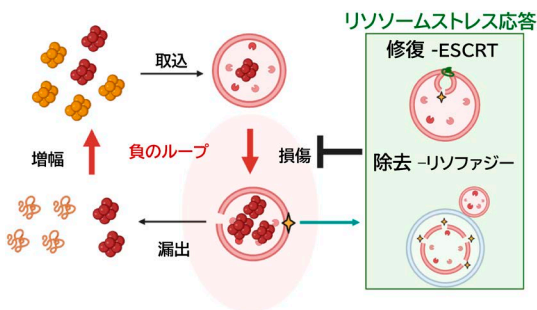 リソソームストレス応答
修復 -ESCRT
取込
増幅
負のループ
損傷
除去 –リソファジー
漏出